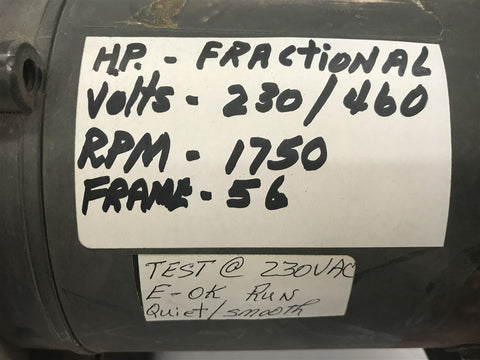 H.P. - FRACTIONAL
Volts - 230/460
RPM - 1750
FRAME - 56
TEST @ 230VAC
E-OK RUN
Quiet/smooth